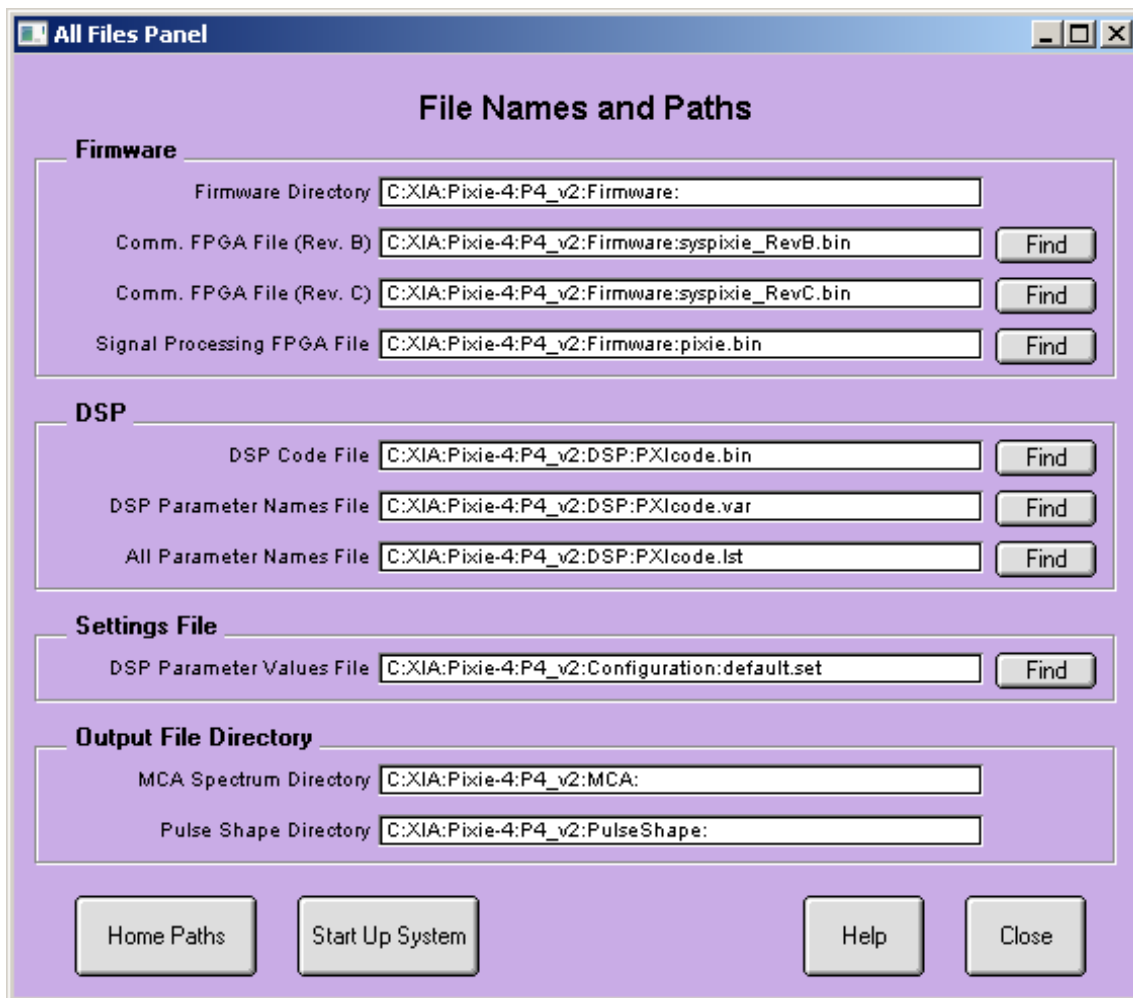 All Files Panel
File Names and Paths
Firmware
Firmware Directory C:XIA:Pixie-4:P4_v2:Firmware:
Comm. FPGA File (Rev. B) C:XIA:Pixie-4:P4_v2:Firmware:syspixie_RevB.bin Find
Comm. FPGA File (Rev. C) C:XIA:Pixie-4:P4_v2:Firmware:syspixie_RevC.bin Find
Signal Processing FPGA File C:XIA:Pixie-4:P4_v2:Firmware:pixie.bin Find
DSP
DSP Code File C:XIA:Pixie-4:P4_v2:DSP:PXIcode.bin Find
DSP Parameter Names File C:XIA:Pixie-4:P4_v2:DSP:PXIcode.var Find
All Parameter Names File C:XIA:Pixie-4:P4_v2:DSP:PXIcode.lst Find
Settings File
DSP Parameter Values File C:XIA:Pixie-4:P4_v2:Configuration:default.set Find
Output File Directory
MCA Spectrum Directory C:XIA:Pixie-4:P4_v2:MCA:
Pulse Shape Directory C:XIA:Pixie-4:P4_v2:PulseShape:
Home Paths Start Up System Help Close